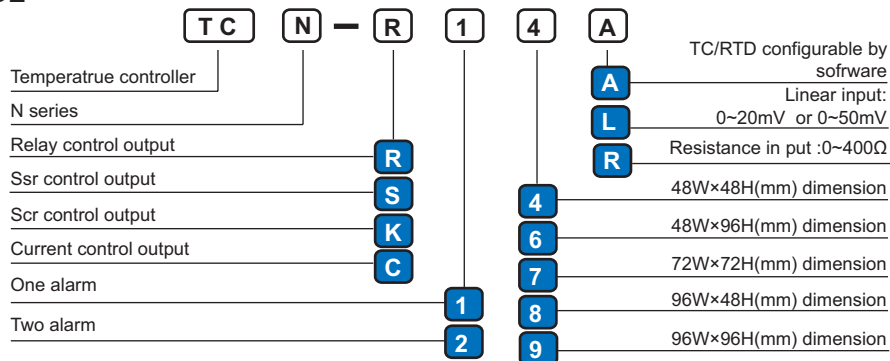 TC N - R 1 4 A
Temperatrue controller
N series
Relay control output
R
Ssr control output
S
Scr control output
K
Current control output
C
One alarm
1
Two alarm
2
TC/RTD configurable by
sofrware
A
Linear input:
0~20mV or 0~50mV
L
Resistance in put :0~400Ω
R
48W×48H(mm) dimension
4
48W×96H(mm) dimension
6
72W×72H(mm) dimension
7
96W×48H(mm) dimension
8
96W×96H(mm) dimension
9